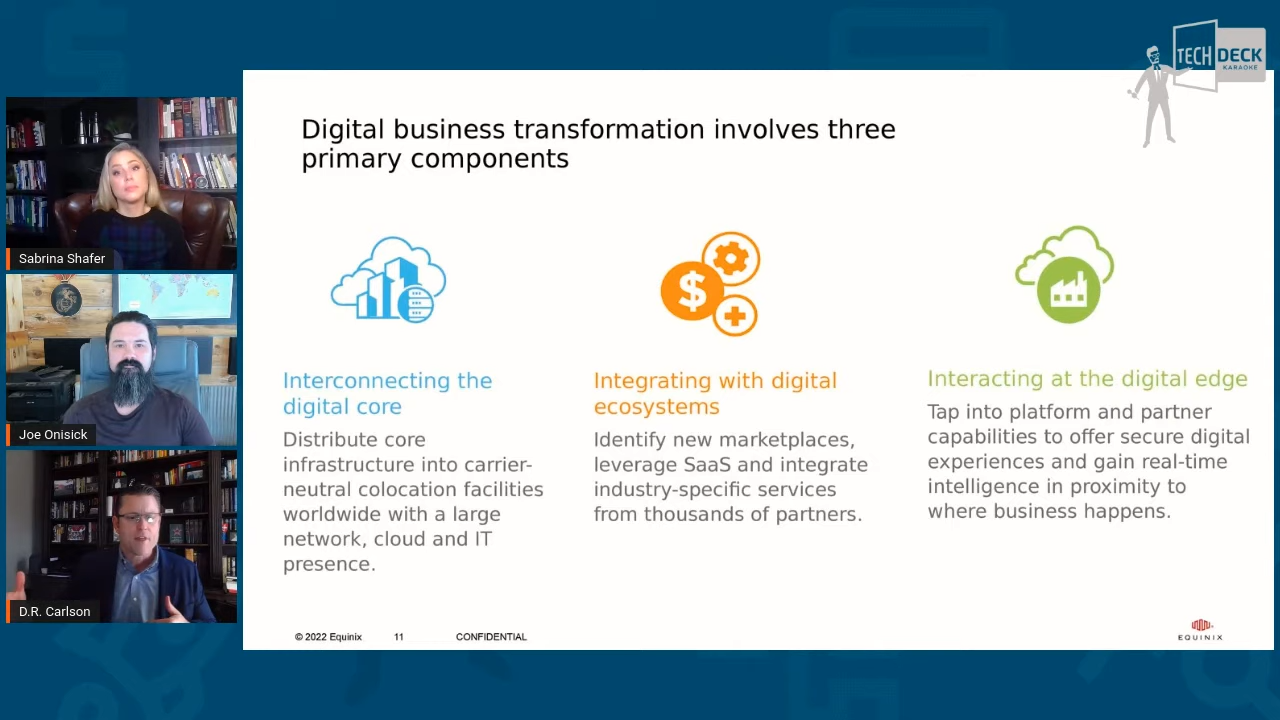 TECH DECK
KARAOKE
Digital business transformation involves three
primary components
Interconnecting the
digital core
Distribute core
infrastructure into carrier-
neutral colocation facilities
worldwide with a large
network, cloud and IT
presence.
Integrating with digital
ecosystems
Identify new marketplaces,
leverage SaaS and integrate
industry-specific services
from thousands of partners.
Interacting at the digital edge
Tap into platform and partner
capabilities to offer secure digital
experiences and gain real-time
intelligence in proximity to
where business happens.
© 2022 Equinix 11 CONFIDENTIAL
EQUINIX
Sabrina Shafer
Joe Onisick
D.R. Carlson